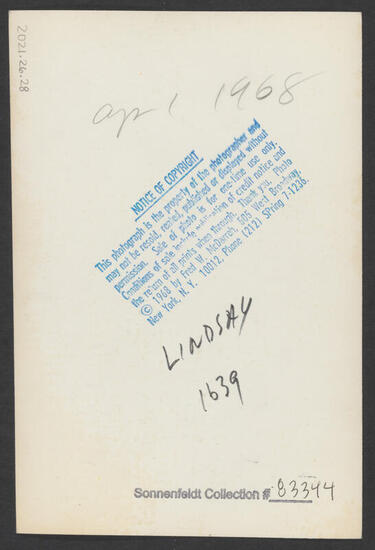 2021.26.28
apr 1 1968
NOTICE OF COPYRIGHT
This photograph is the property of the photographer and
may not be resold, rented, published or displayed without
permission. Sale of photo is for one-time use only.
Conditions of sale include publication of credit notice and
the return of all prints when through. Thank you. Photo
© 1968 by Fred W. McDarrah, 505 West Broadway,
New York, N. Y. 10012, Phone (212) SPring 7-1236.
LINDSAY
1639
Sonnenfeldt Collection # 83344